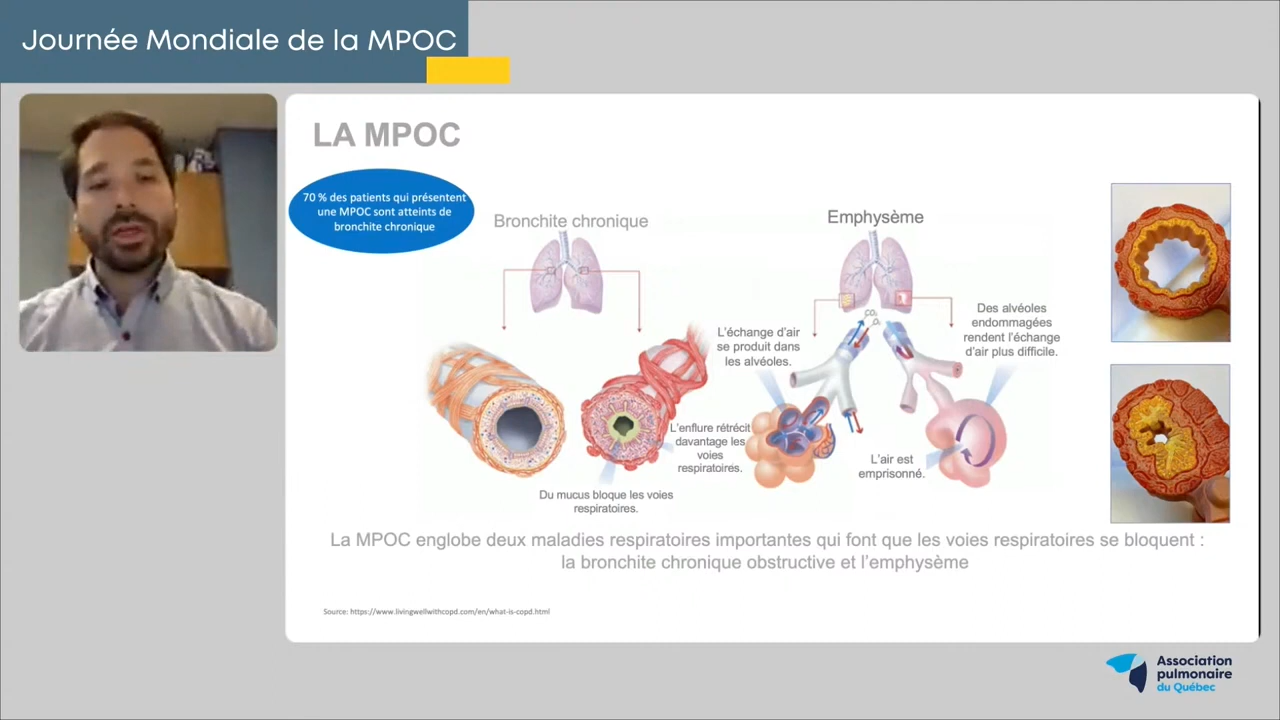 Journée Mondiale de la MPOC
LA MPOC
70 % des patients qui présentent
une MPOC sont atteints de
bronchite chronique
Bronchite chronique
Emphysème
L'échange d'air
se produit dans
les alvéoles.
Des alvéoles
endommagées
rendent l'échange
d'air plus difficile.
L'enflure rétrécit
davantage les
voies
respiratoires.
L'air est
emprisonné.
Du mucus bloque les voies
respiratoires.
La MPOC englobe deux maladies respiratoires importantes qui font que les voies respiratoires se bloquent :
la bronchite chronique obstructive et l'emphysème
Source: https://www.livingwellwithcopd.com/en/what-is-copd.html
Association
pulmonaire
du Québec